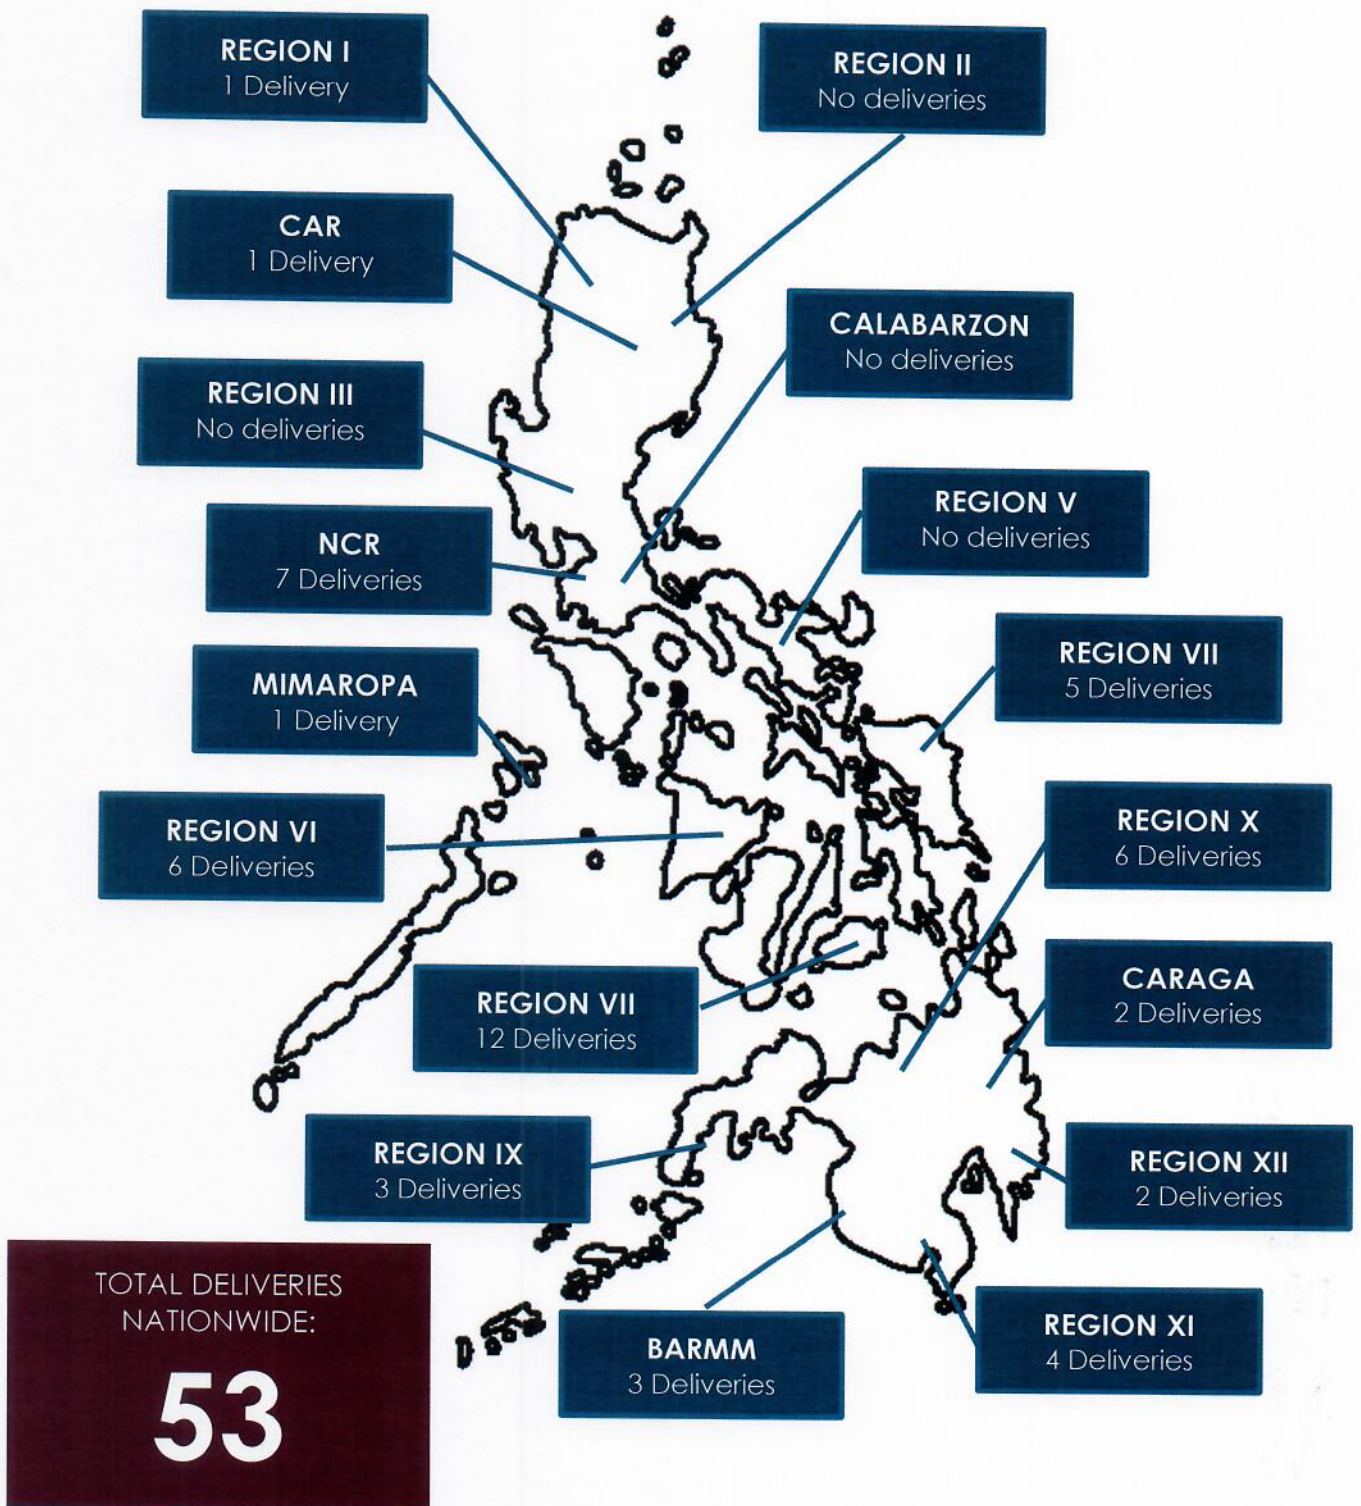 REGION I
1 Delivery
REGION II
No deliveries
CAR
1 Delivery
CALABARZON
No deliveries
REGION III
No deliveries
REGION V
No deliveries
NCR
7 Deliveries
REGION VII
5 Deliveries
MIMAROPA
1 Delivery
REGION X
6 Deliveries
REGION VI
6 Deliveries
CARAGA
2 Deliveries
REGION VII
12 Deliveries
REGION IX
3 Deliveries
REGION XII
2 Deliveries
TOTAL DELIVERIES
NATIONWIDE:
53
BARMM
3 Deliveries
REGION XI
4 Deliveries